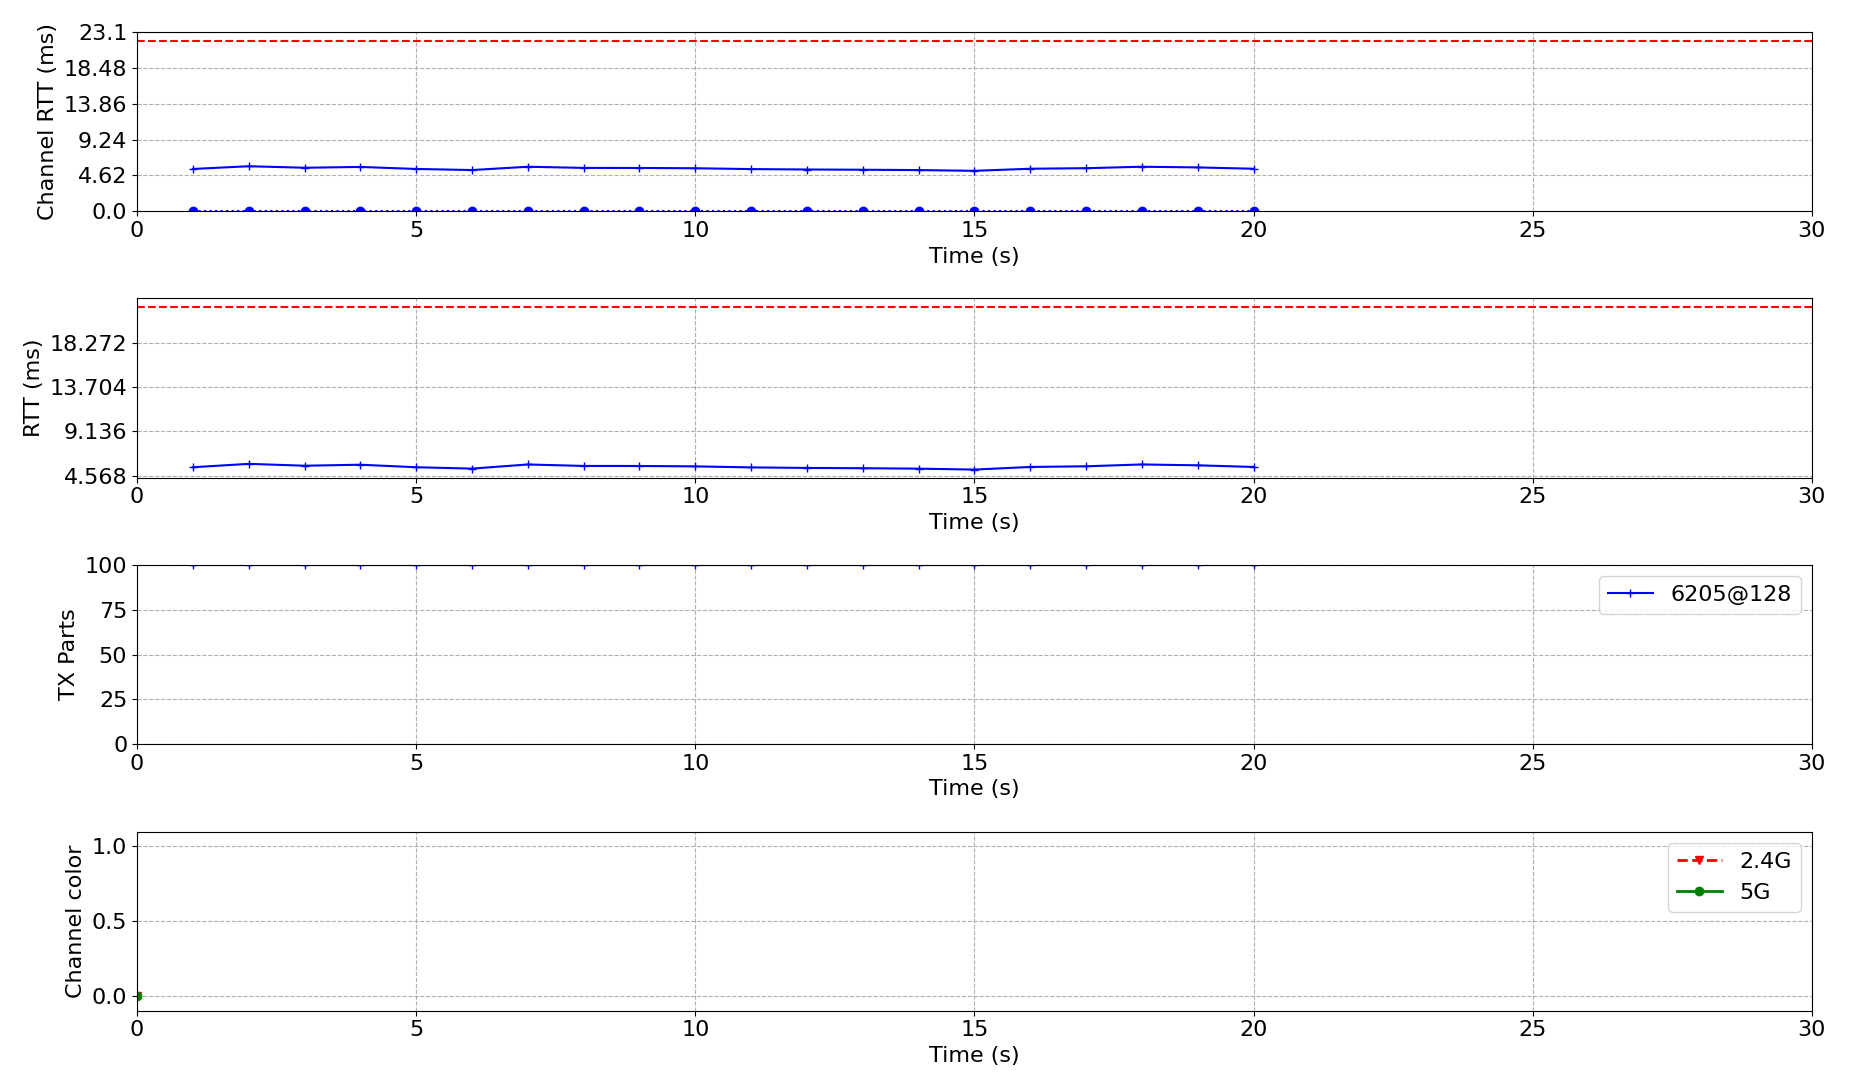 Channel RTT (ms)
23.1
18.48
13.86
9.24
4.62
0.0
0 5 10 15 20 25 30
Time (s)
RTT (ms)
18.272
13.704
9.136
4.568
0 5 10 15 20 25 30
Time (s)
TX Parts
100
75
50
25
0
6205@128
0 5 10 15 20 25 30
Time (s)
Channel color
1.0
0.5
0.0
2.4G
5G
0 5 10 15 20 25 30
Time (s)